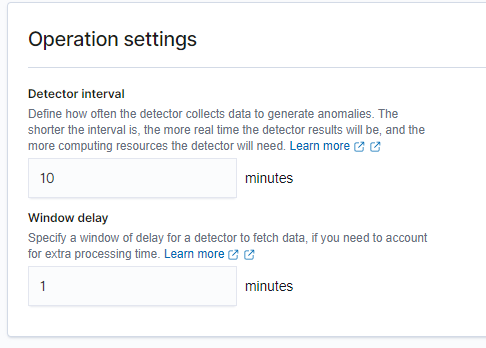 Operation settings
Detector interval
Define how often the detector collects data to generate anomalies. The
shorter the interval is, the more real time the detector results will be, and the
more computing resources the detector will need. Learn more
10 minutes
Window delay
Specify a window of delay for a detector to fetch data, if you need to account
for extra processing time. Learn more
1 minutes